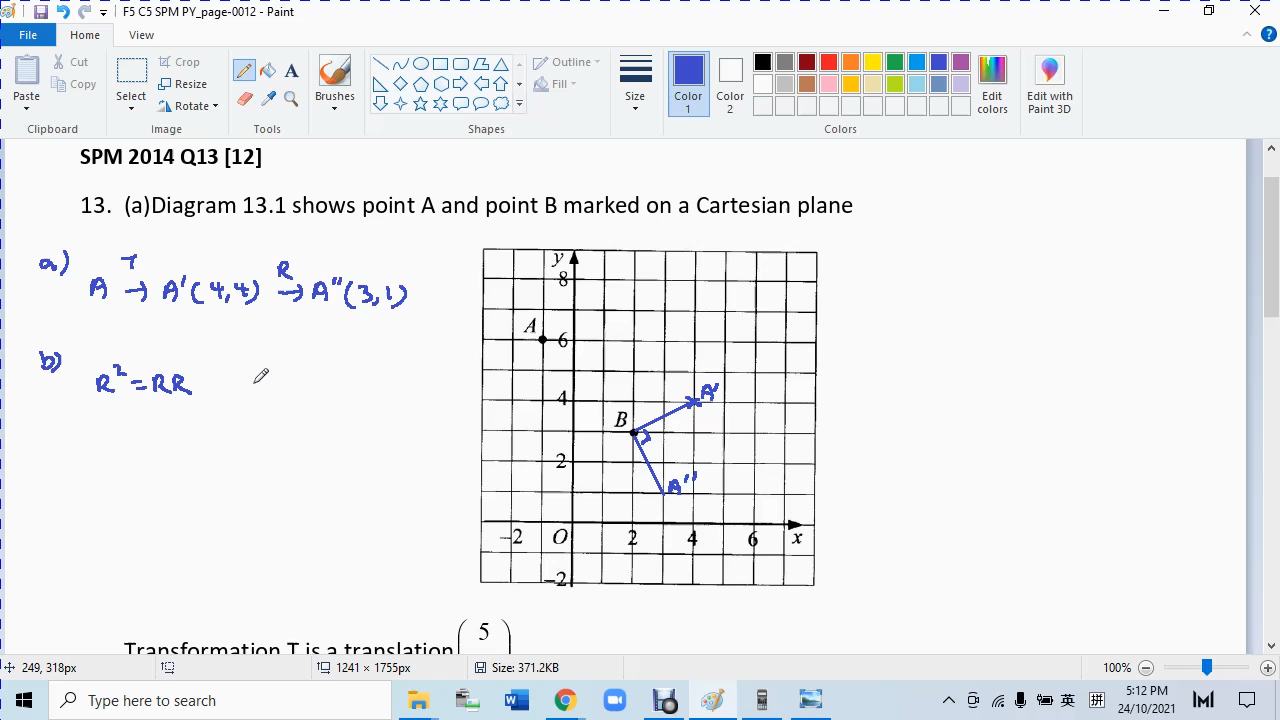 F5 C5 SPM PY_page-0012 - Paint
File Home View
Paste
Cut
Copy
Clipboard
Select
Crop
Resize
Rotate
Image
A
Tools
Brushes
Outline
Fill
Shapes
Size
Color 1
Color 2
Edit colors
Edit with Paint 3D
Colors
SPM 2014 Q13 [12]
13. (a)Diagram 13.1 shows point A and point B marked on a Cartesian plane
a)
T R
A → A'(4,4) → A''(3,1)
b)
R² = RR
y
8
A
6
4
A'
B
2
A''
-2 O 2 4 6 x
-2
Transformation T is a translation ( 5
249, 318px
1241 × 1755px
Size: 371.2KB
100%
Type here to search
英
拼
5:12 PM
24/10/2021